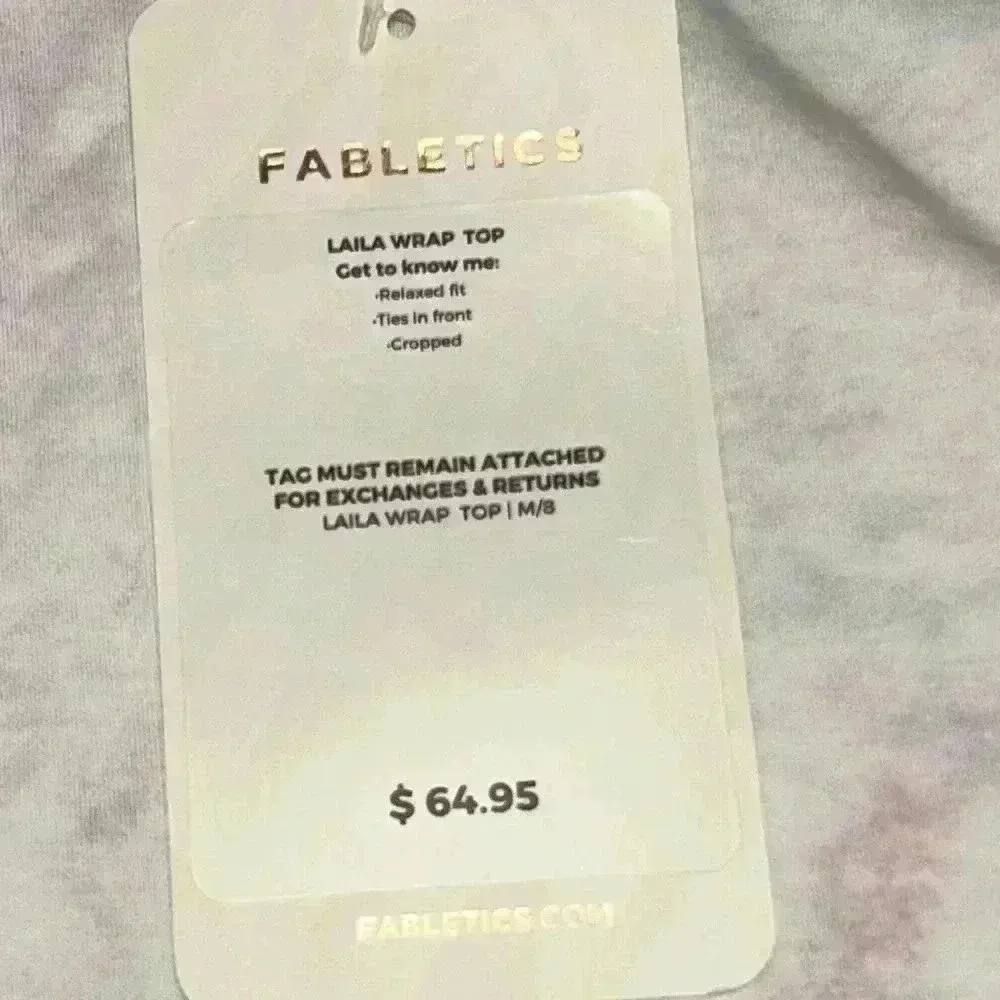 FABLETICS
LAILA WRAP TOP
Get to know me:
•Relaxed fit
•Ties in front
•Cropped
TAG MUST REMAIN ATTACHED
FOR EXCHANGES & RETURNS
LAILA WRAP TOP | M/8
$ 64.95
FABLETICS.COM